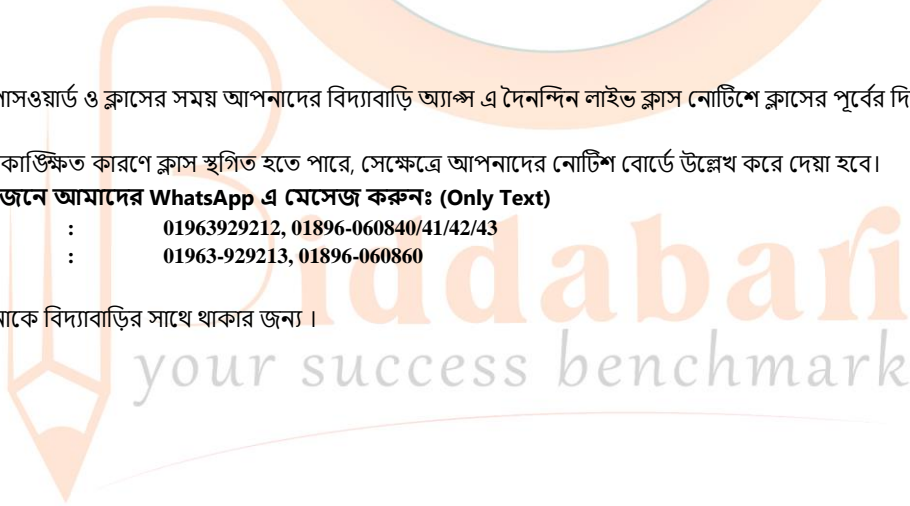 পাসওয়ার্ড ও ক্লাসের সময় আপনাদের বিদ্যাবাড়ি অ্যাপ্স এ দৈনন্দিন লাইভ ক্লাস নোটিশে ক্লাসের পূর্বের দি
কাঙ্ক্ষিত কারণে ক্লাস স্থগিত হতে পারে, সেক্ষেত্রে আপনাদের নোটিশ বোর্ডে উল্লেখ করে দেয়া হবে।
জনে আমাদের WhatsApp এ মেসেজ করুনঃ (Only Text)
: 01963929212, 01896-060840/41/42/43
: 01963-929213, 01896-060860
Biddabari
নাকে বিদ্যাবাড়ির সাথে থাকার জন্য ।
your success benchmark